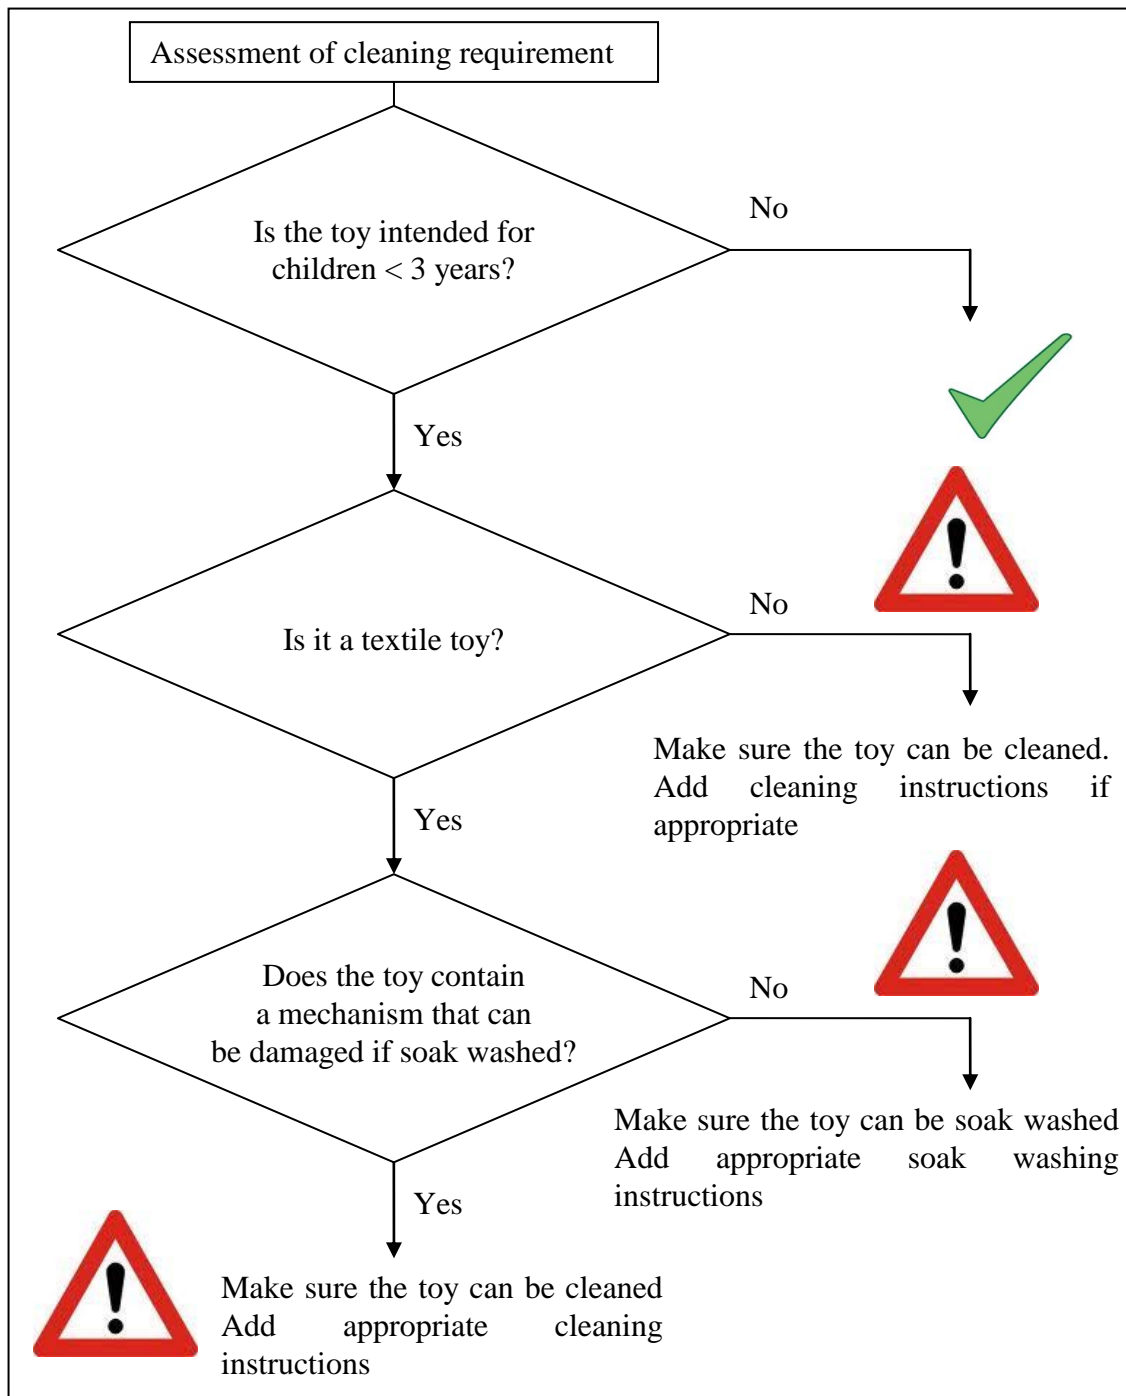 Assessment of cleaning requirement
No
Is the toy intended for
children < 3 years?
Yes
No
Is it a textile toy?
Make sure the toy can be cleaned.
Add cleaning instructions if
appropriate
Yes
Does the toy contain
a mechanism that can
be damaged if soak washed?
No
Make sure the toy can be soak washed
Add appropriate soak washing
instructions
Yes
Make sure the toy can be cleaned
Add appropriate cleaning
instructions